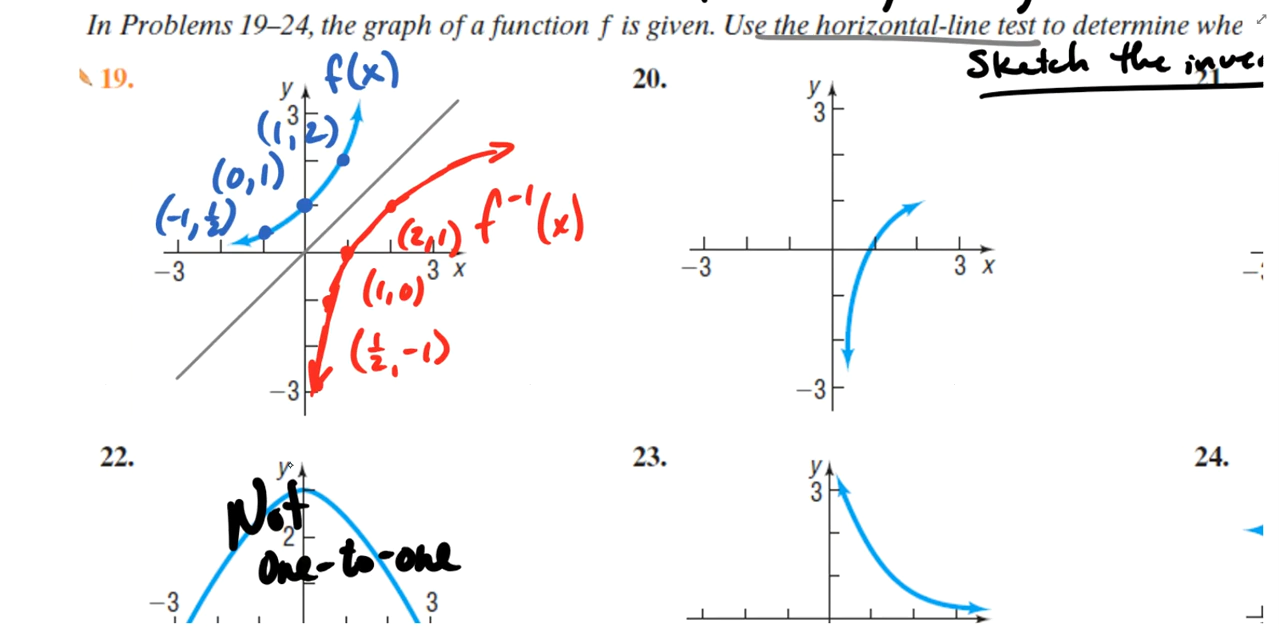 In Problems 19–24, the graph of a function f is given. Use the horizontal-line test to determine whe
Sketch the inve
19.
f(x)
y
3
(1,2)
(0,1)
(-1,½)
(2,1)
f⁻¹(x)
−3
3 x
(1,0)
(½,-1)
−3
20.
y
3
−3
3 x
−3
21.
22.
y
Not
2
one-to-one
−3
3
23.
y
3
24.